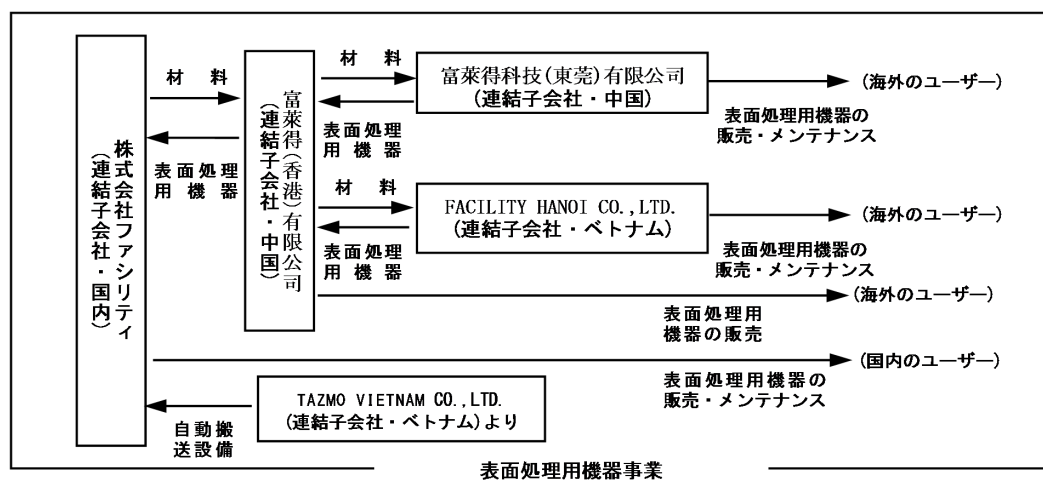 株式会社ファシリティ
(連結子会社・国内)
材 料
表面処理
用 機 器
富萊得(香港)有限公司
(連結子会社・中国)
材 料
表面処理
用 機 器
富萊得科技(東莞)有限公司
(連結子会社・中国)
(海外のユーザー)
表面処理用機器の
販売・メンテナンス
材 料
表面処理
用 機 器
FACILITY HANOI CO.,LTD.
(連結子会社・ベトナム)
(海外のユーザー)
表面処理用機器の
販売・メンテナンス
(海外のユーザー)
表面処理用
機器の販売
(国内のユーザー)
表面処理用機器の
販売・メンテナンス
TAZMO VIETNAM CO.,LTD.
(連結子会社・ベトナム)より
自動搬
送設備
表面処理用機器事業